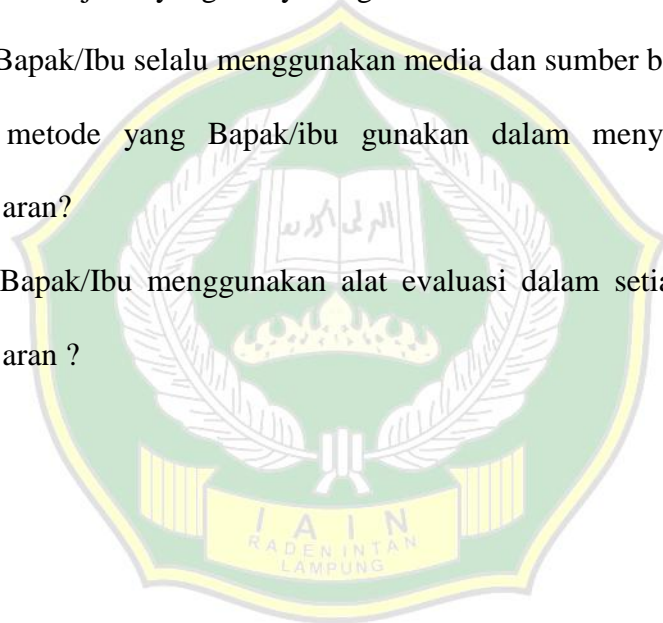 Bapak/Ibu selalu menggunakan media dan sumber b
metode yang Bapak/ibu gunakan dalam meny
aran?
Bapak/Ibu menggunakan alat evaluasi dalam setia
aran ?
IAIN
RADEN INTAN
LAMPUNG